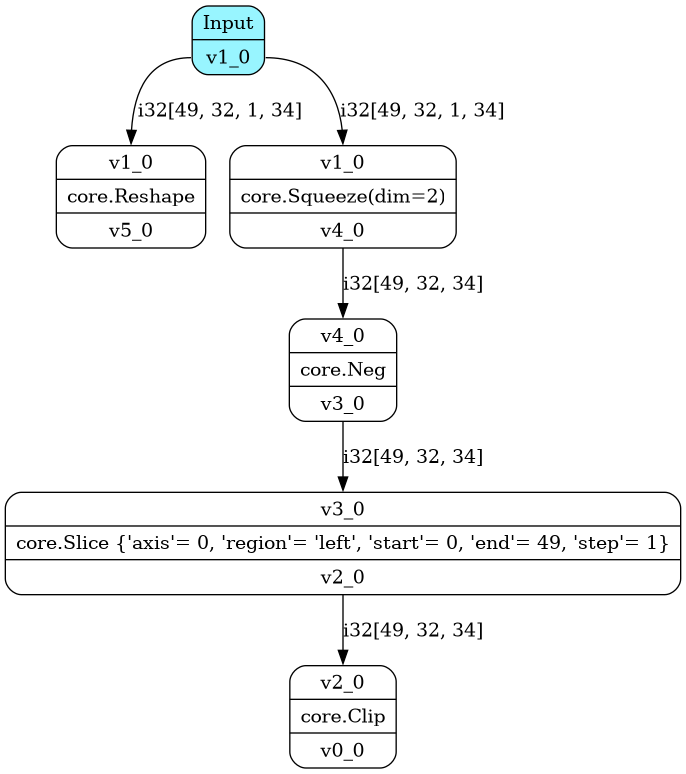 Input
v1_0
i32[49, 32, 1, 34]
i32[49, 32, 1, 34]
v1_0
core.Reshape
v5_0
v1_0
core.Squeeze(dim=2)
v4_0
i32[49, 32, 34]
v4_0
core.Neg
v3_0
i32[49, 32, 34]
v3_0
core.Slice {'axis'= 0, 'region'= 'left', 'start'= 0, 'end'= 49, 'step'= 1}
v2_0
i32[49, 32, 34]
v2_0
core.Clip
v0_0